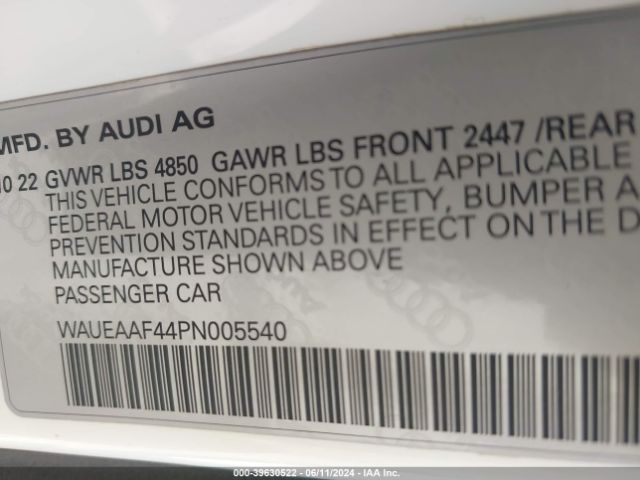 MFD. BY AUDI AG
10 22 GVWR LBS 4850 GAWR LBS FRONT 2447 /REAR
THIS VEHICLE CONFORMS TO ALL APPLICABLE
FEDERAL MOTOR VEHICLE SAFETY, BUMPER A
PREVENTION STANDARDS IN EFFECT ON THE D
MANUFACTURE SHOWN ABOVE
PASSENGER CAR
WAUEAAF44PN005540
000-39630522 - 06/11/2024 - IAA Inc.